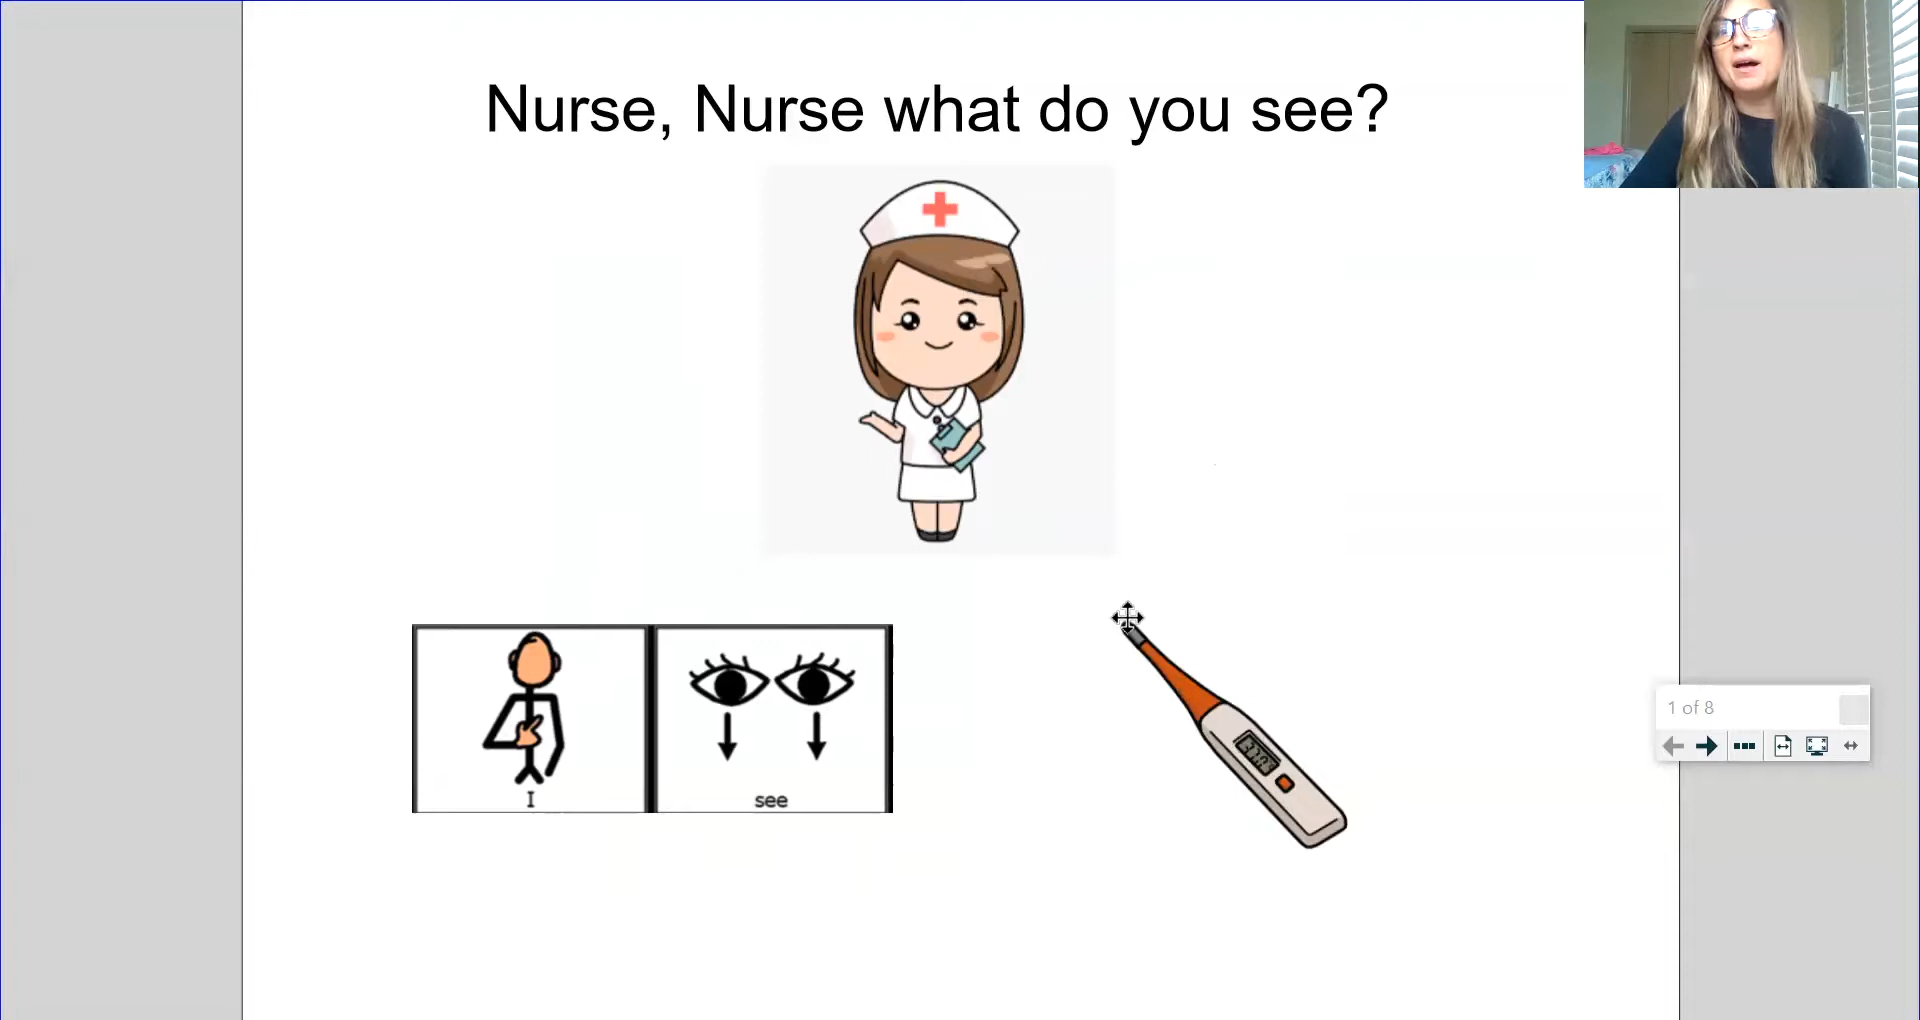 Nurse, Nurse what do you see?
I
see
1 of 8